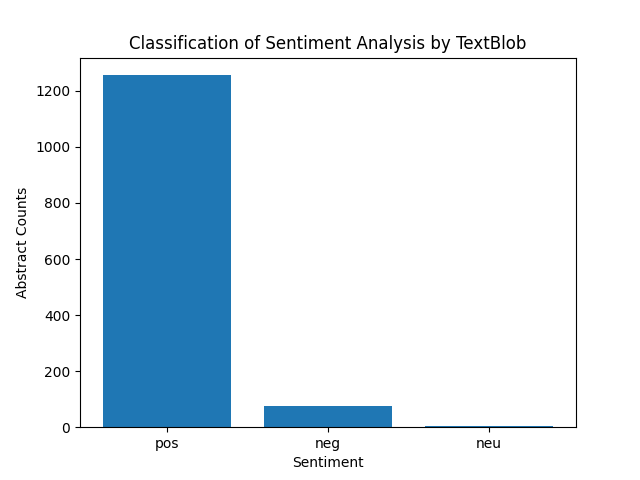 Classification of Sentiment Analysis by TextBlob
Abstract Counts
1200
1000
800
600
400
200
0
pos neg neu
Sentiment